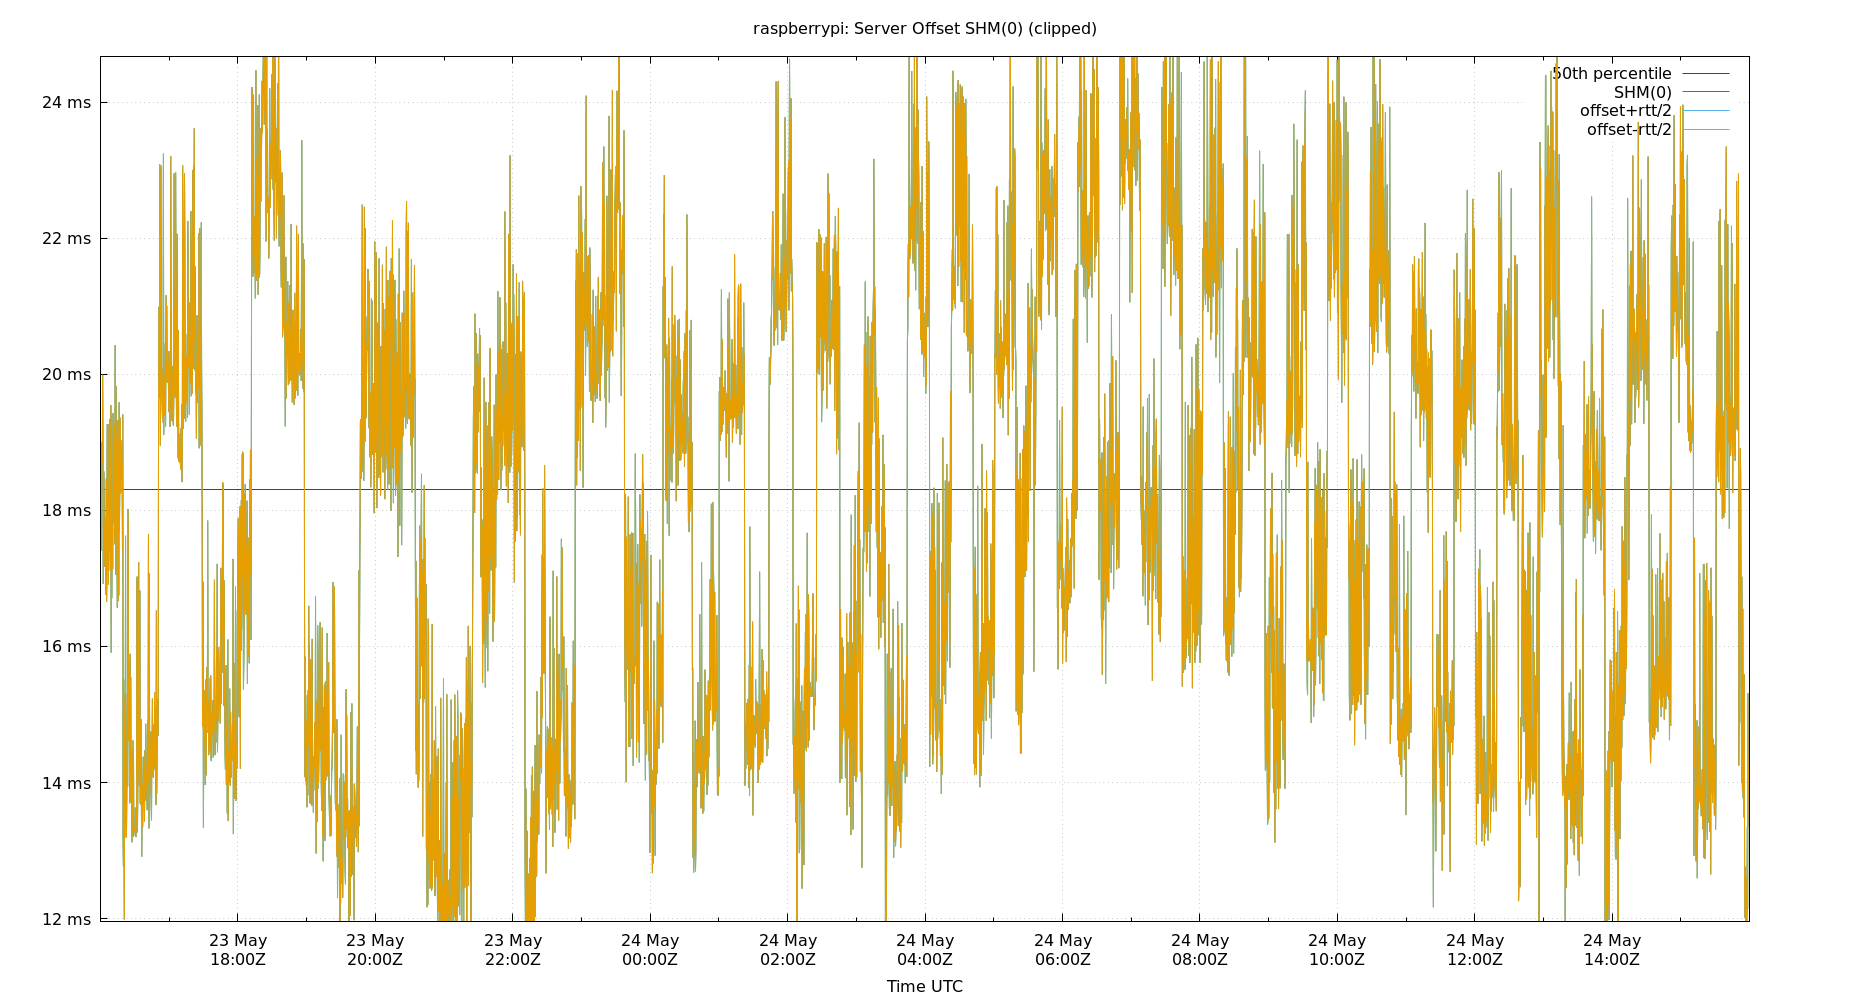 raspberrypi: Server Offset SHM(0) (clipped)
50th percentile
SHM(0)
offset+rtt/2
offset-rtt/2
24 ms
22 ms
20 ms
18 ms
16 ms
14 ms
12 ms
23 May 23 May 23 May 24 May 24 May 24 May 24 May 24 May 24 May 24 May 24 May
18:00Z 20:00Z 22:00Z 00:00Z 02:00Z 04:00Z 06:00Z 08:00Z 10:00Z 12:00Z 14:00Z
Time UTC